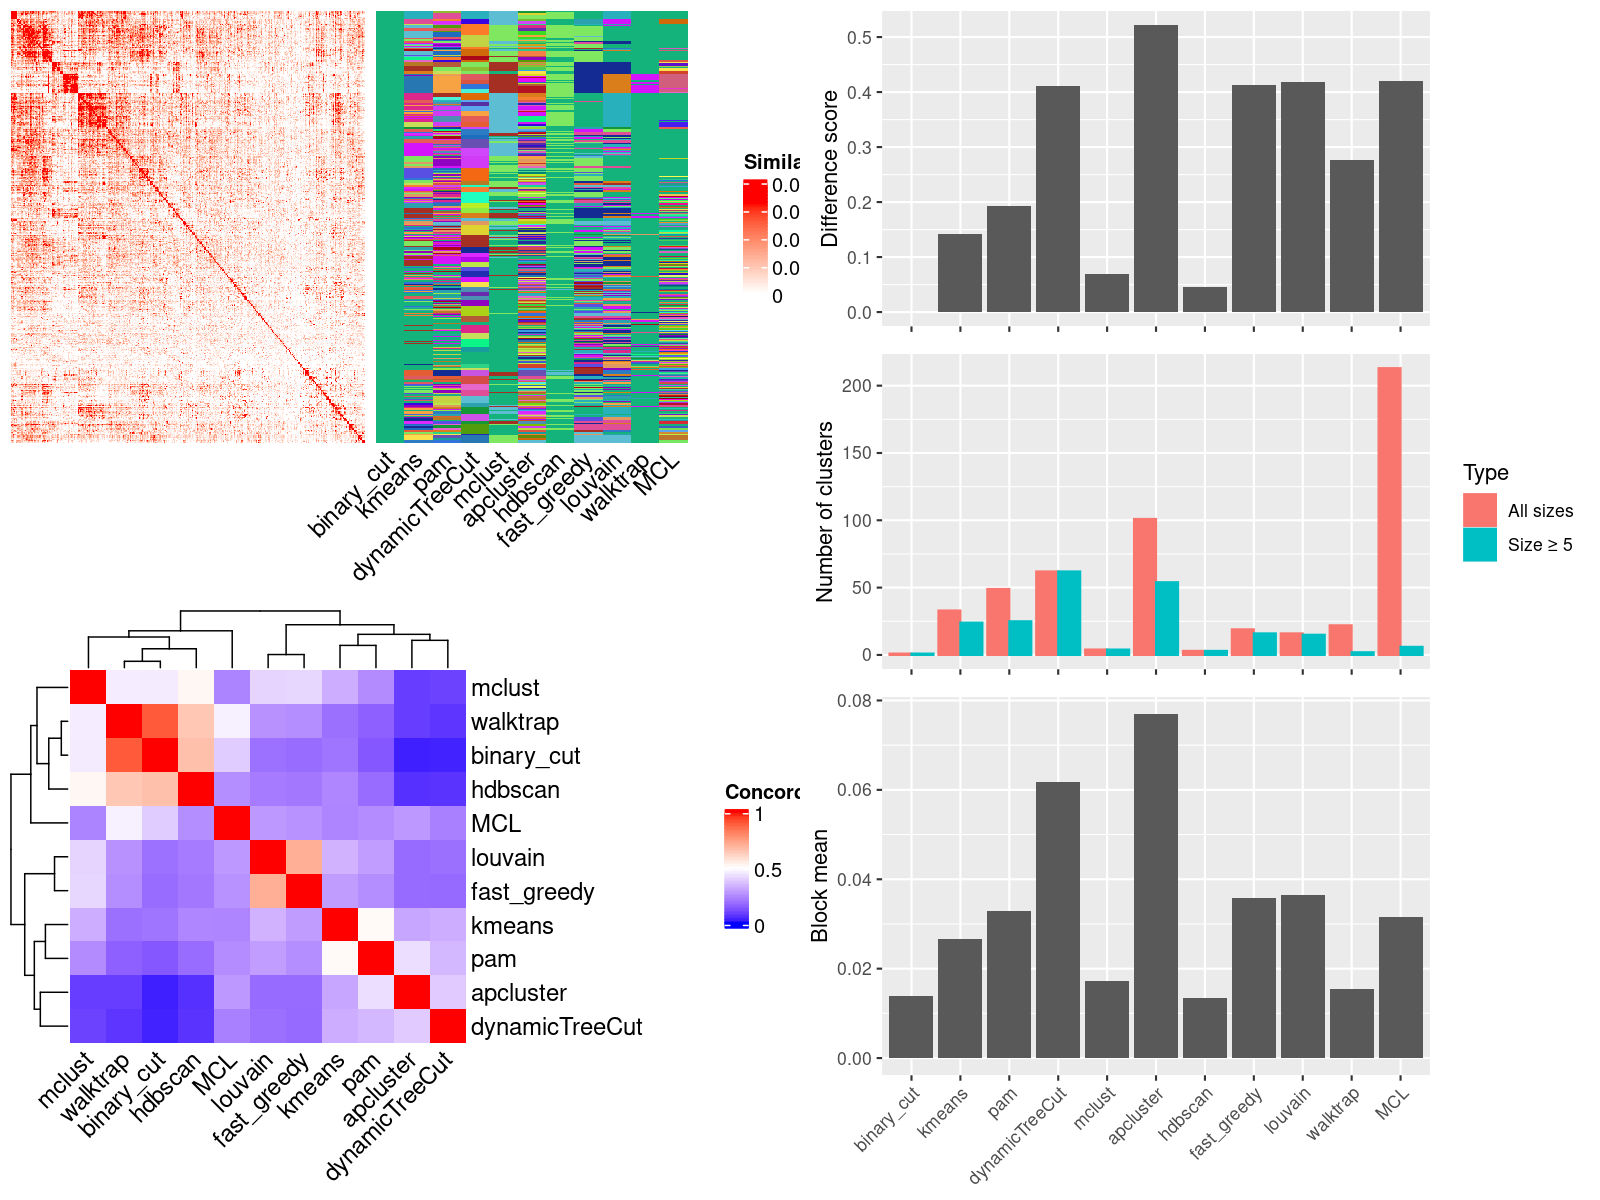 Simila
0.0
0.0
0.0
0.0
0
binary_cut
kmeans
pam
dynamicTreeCut
mclust
apcluster
hdbscan
fast_greedy
louvain
walktrap
MCL
mclust
walktrap
binary_cut
hdbscan
MCL
louvain
fast_greedy
kmeans
pam
apcluster
dynamicTreeCut
mclust
walktrap
binary_cut
hdbscan
MCL
louvain
fast_greedy
kmeans
pam
apcluster
dynamicTreeCut
Concord
1
0.5
0
Difference score
0.5
0.4
0.3
0.2
0.1
0.0
Number of clusters
200
150
100
50
0
Type
All sizes
Size ≥ 5
Block mean
0.08
0.06
0.04
0.02
0.00
binary_cut
kmeans
pam
dynamicTreeCut
mclust
apcluster
hdbscan
fast_greedy
louvain
walktrap
MCL